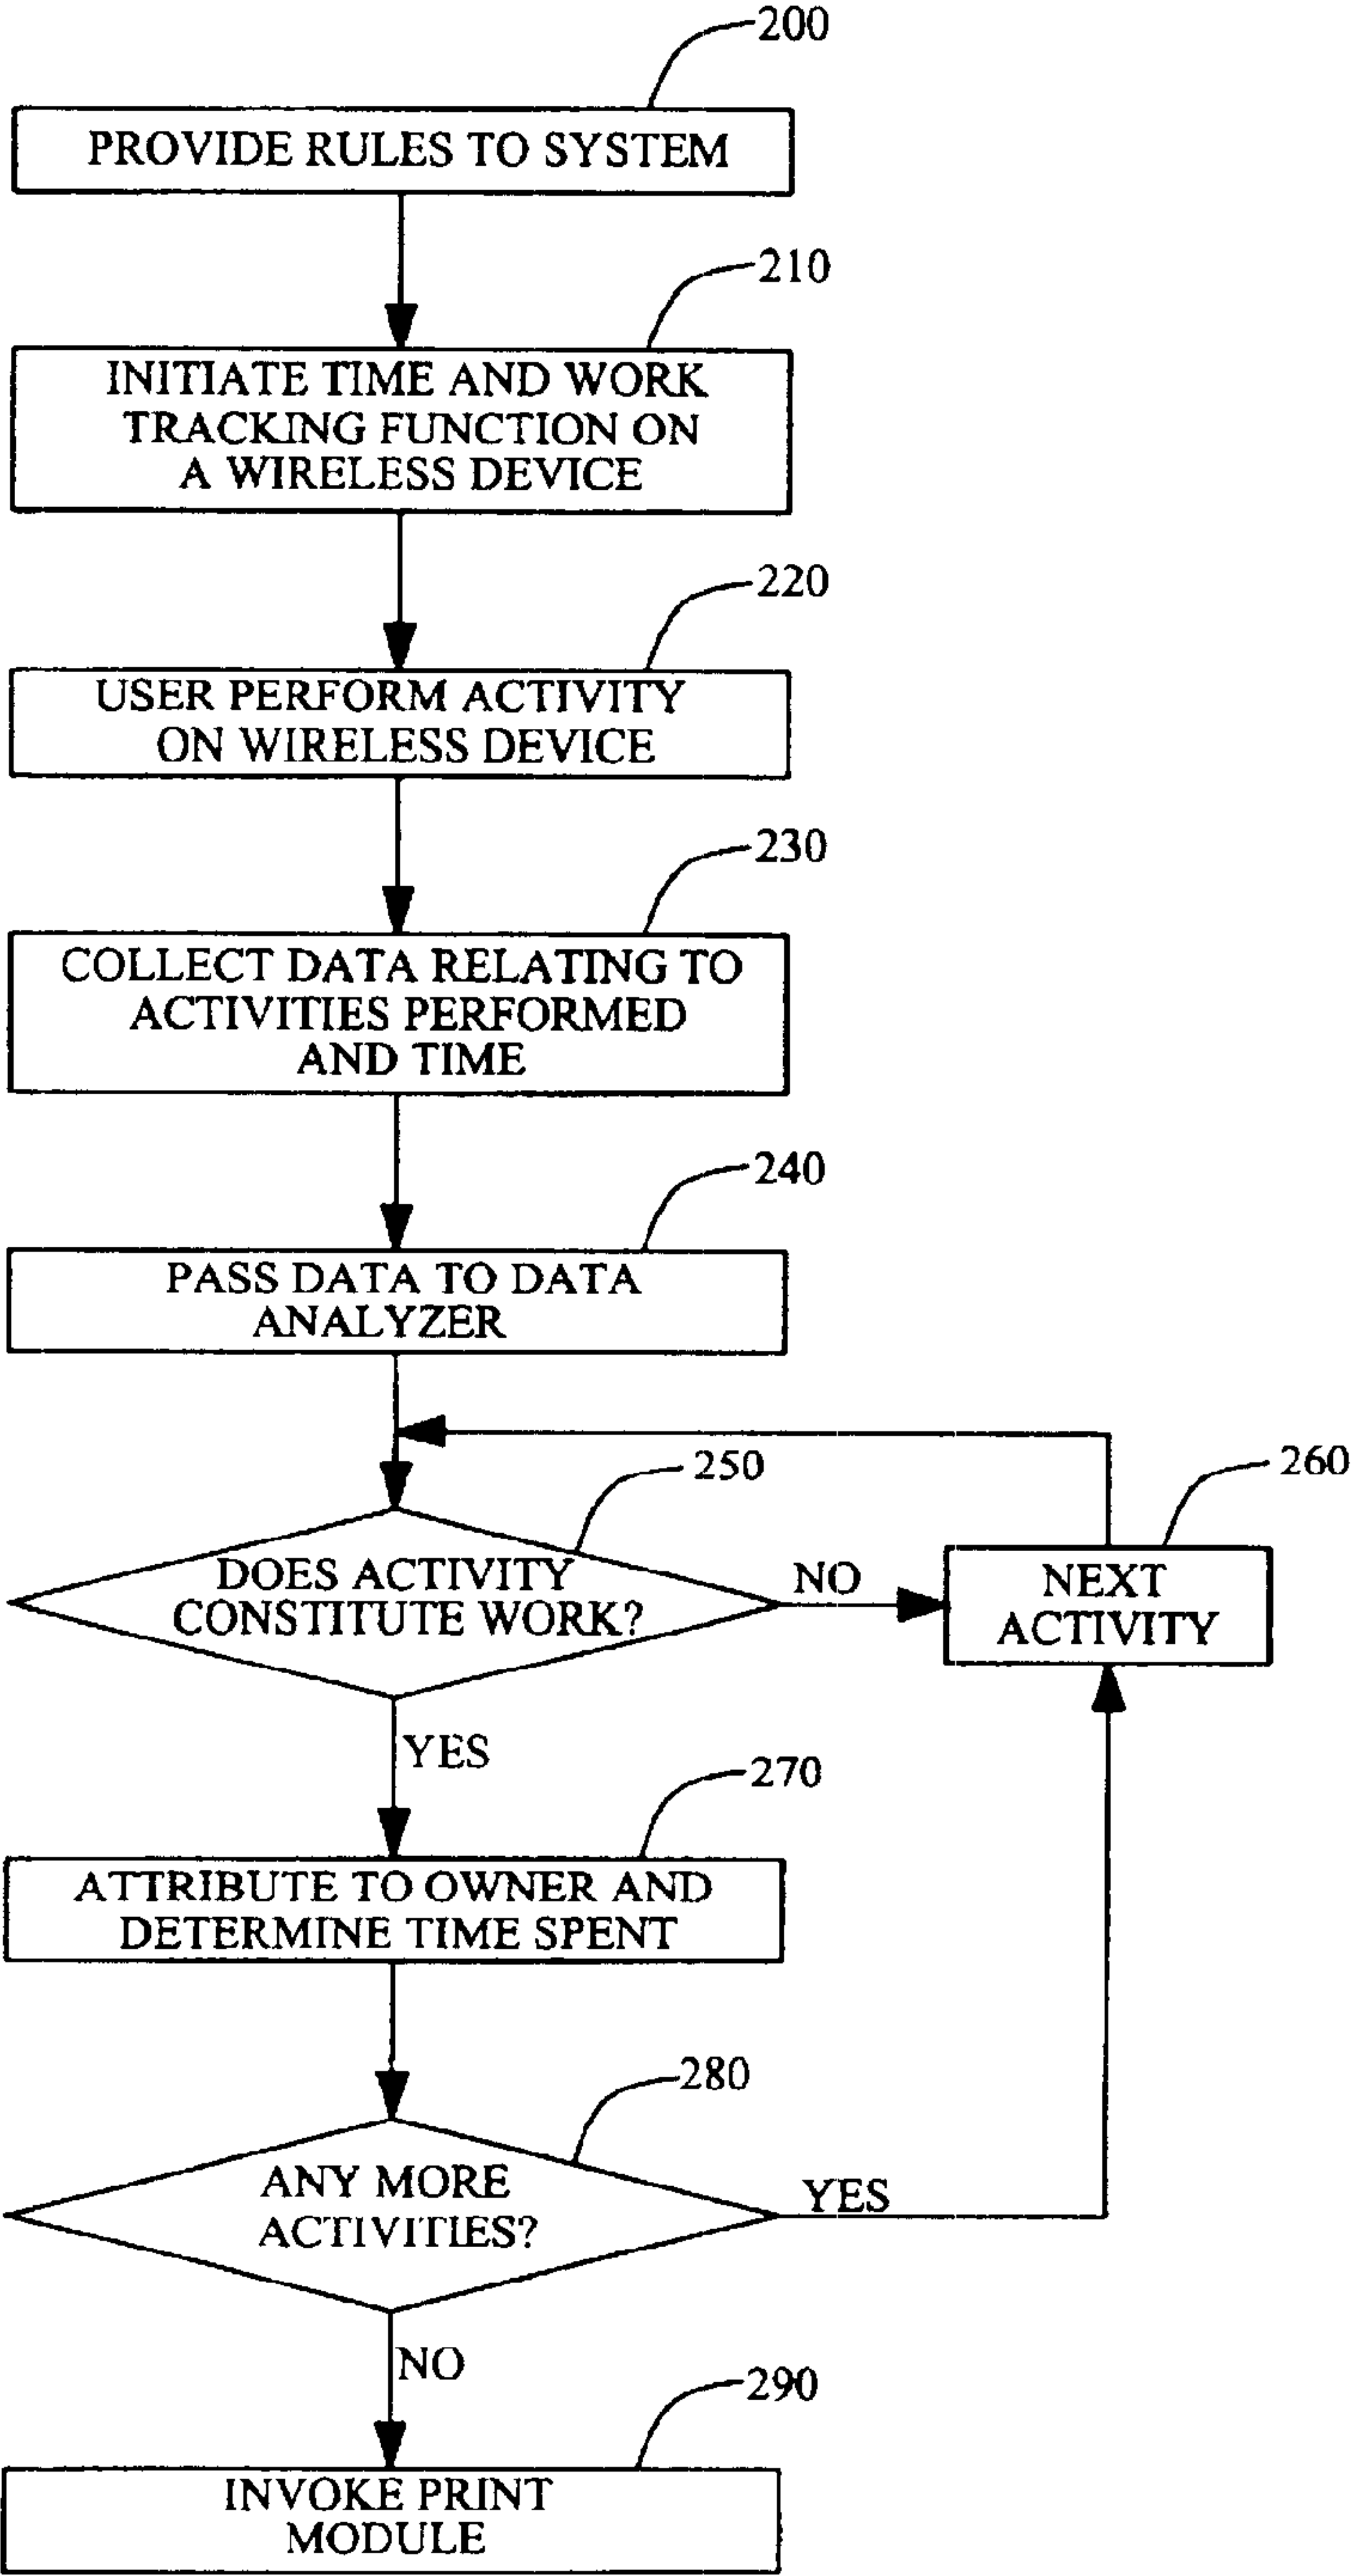 200
PROVIDE RULES TO SYSTEM
210
INITIATE TIME AND WORK
TRACKING FUNCTION ON
A WIRELESS DEVICE
220
USER PERFORM ACTIVITY
ON WIRELESS DEVICE
230
COLLECT DATA RELATING TO
ACTIVITIES PERFORMED
AND TIME
240
PASS DATA TO DATA
ANALYZER
250
260
DOES ACTIVITY
CONSTITUTE WORK?
NO
NEXT
ACTIVITY
YES
270
ATTRIBUTE TO OWNER AND
DETERMINE TIME SPENT
280
ANY MORE
ACTIVITIES?
YES
NO
290
INVOKE PRINT
MODULE